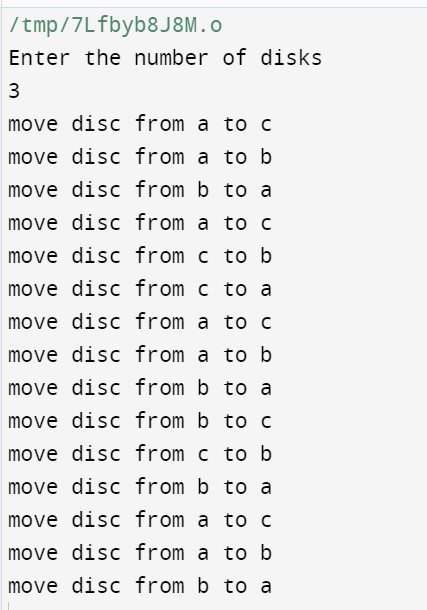 /tmp/7Lfbyb8J8M.o
Enter the number of disks
3
move disc from a to c
move disc from a to b
move disc from b to a
move disc from a to c
move disc from c to b
move disc from c to a
move disc from a to c
move disc from a to b
move disc from b to a
move disc from b to c
move disc from c to b
move disc from b to a
move disc from a to c
move disc from a to b
move disc from b to a